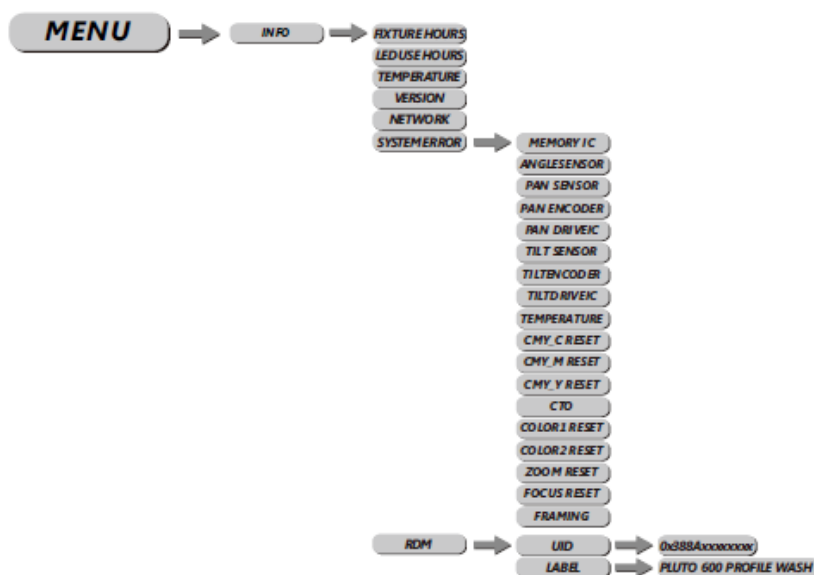 MENU
INFO
FIXTURE HOURS
LED USE HOURS
TEMPERATURE
VERSION
NETWORK
SYSTEM ERROR
MEMORY IC
ANGLESENSOR
PAN SENSOR
PAN ENCODER
PAN DRIVEIC
TILT SENSOR
TILTENCODER
TILTDRIVEIC
TEMPERATURE
CMY_C RESET
CMY_M RESET
CMY_Y RESET
CTO
COLOR1 RESET
COLOR2 RESET
ZOOM RESET
FOCUS RESET
FRAMING
RDM
UID
0x388Axxxxxxxx
LABEL
PLUTO 600 PROFILE WASH